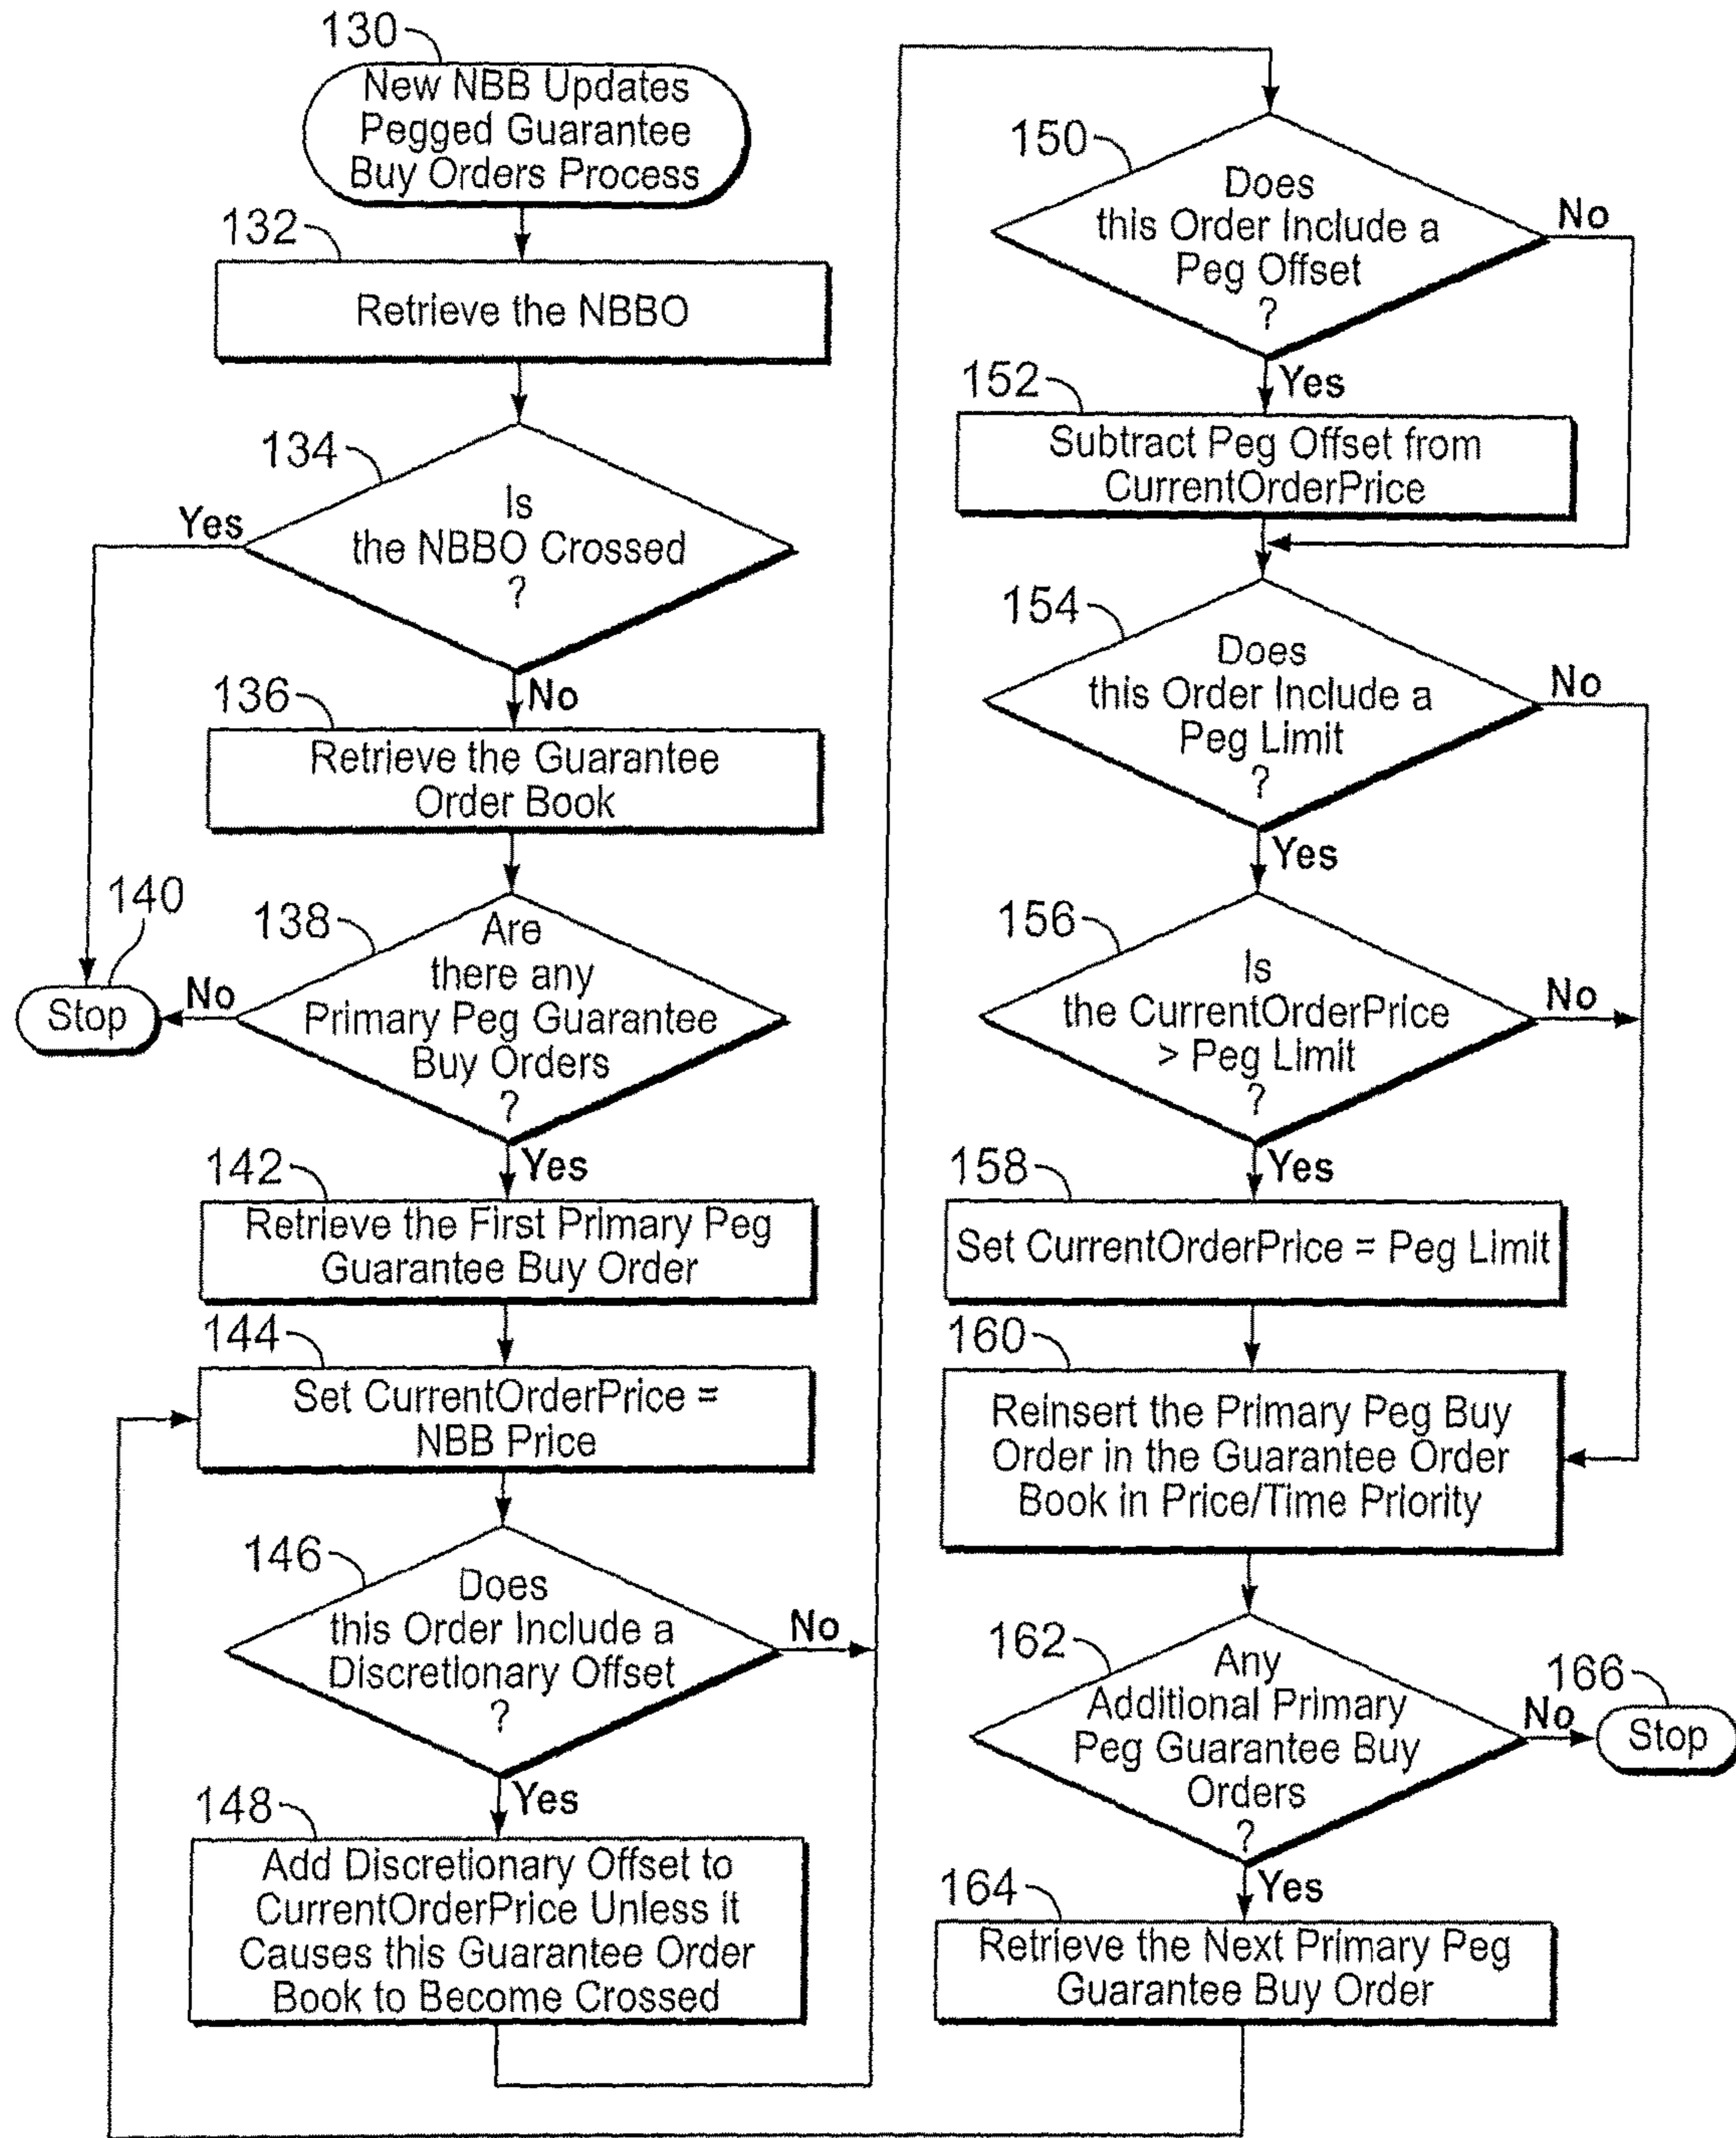 130
New NBB Updates
Pegged Guarantee
Buy Orders Process
132
Retrieve the NBBO
134
Is
the NBBO Crossed
?
Yes
No
136
Retrieve the Guarantee
Order Book
140
Stop
138
Are
there any
Primary Peg Guarantee
Buy Orders
?
No
Yes
142
Retrieve the First Primary Peg
Guarantee Buy Order
144
Set CurrentOrderPrice =
NBB Price
146
Does
this Order Include a
Discretionary Offset
?
No
Yes
148
Add Discretionary Offset to
CurrentOrderPrice Unless it
Causes this Guarantee Order
Book to Become Crossed
150
Does
this Order Include a
Peg Offset
?
No
Yes
152
Subtract Peg Offset from
CurrentOrderPrice
154
Does
this Order Include a
Peg Limit
?
No
Yes
156
Is
the CurrentOrderPrice
> Peg Limit
?
No
Yes
158
Set CurrentOrderPrice = Peg Limit
160
Reinsert the Primary Peg Buy
Order in the Guarantee Order
Book in Price/Time Priority
162
Any
Additional Primary
Peg Guarantee Buy
Orders
?
No
166
Stop
Yes
164
Retrieve the Next Primary Peg
Guarantee Buy Order